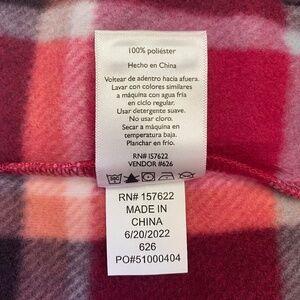 100% poliéster
Hecho en China
Voltear de adentro hacia afuera.
Lavar con colores similares
a máquina con agua fría
en ciclo regular.
Usar detergente suave.
No usar cloro.
Secar a máquina en
temperatura baja.
Planchar en frío.
RN# 157622
VENDOR #626
RN# 157622
MADE IN
CHINA
6/20/2022
626
PO#51000404